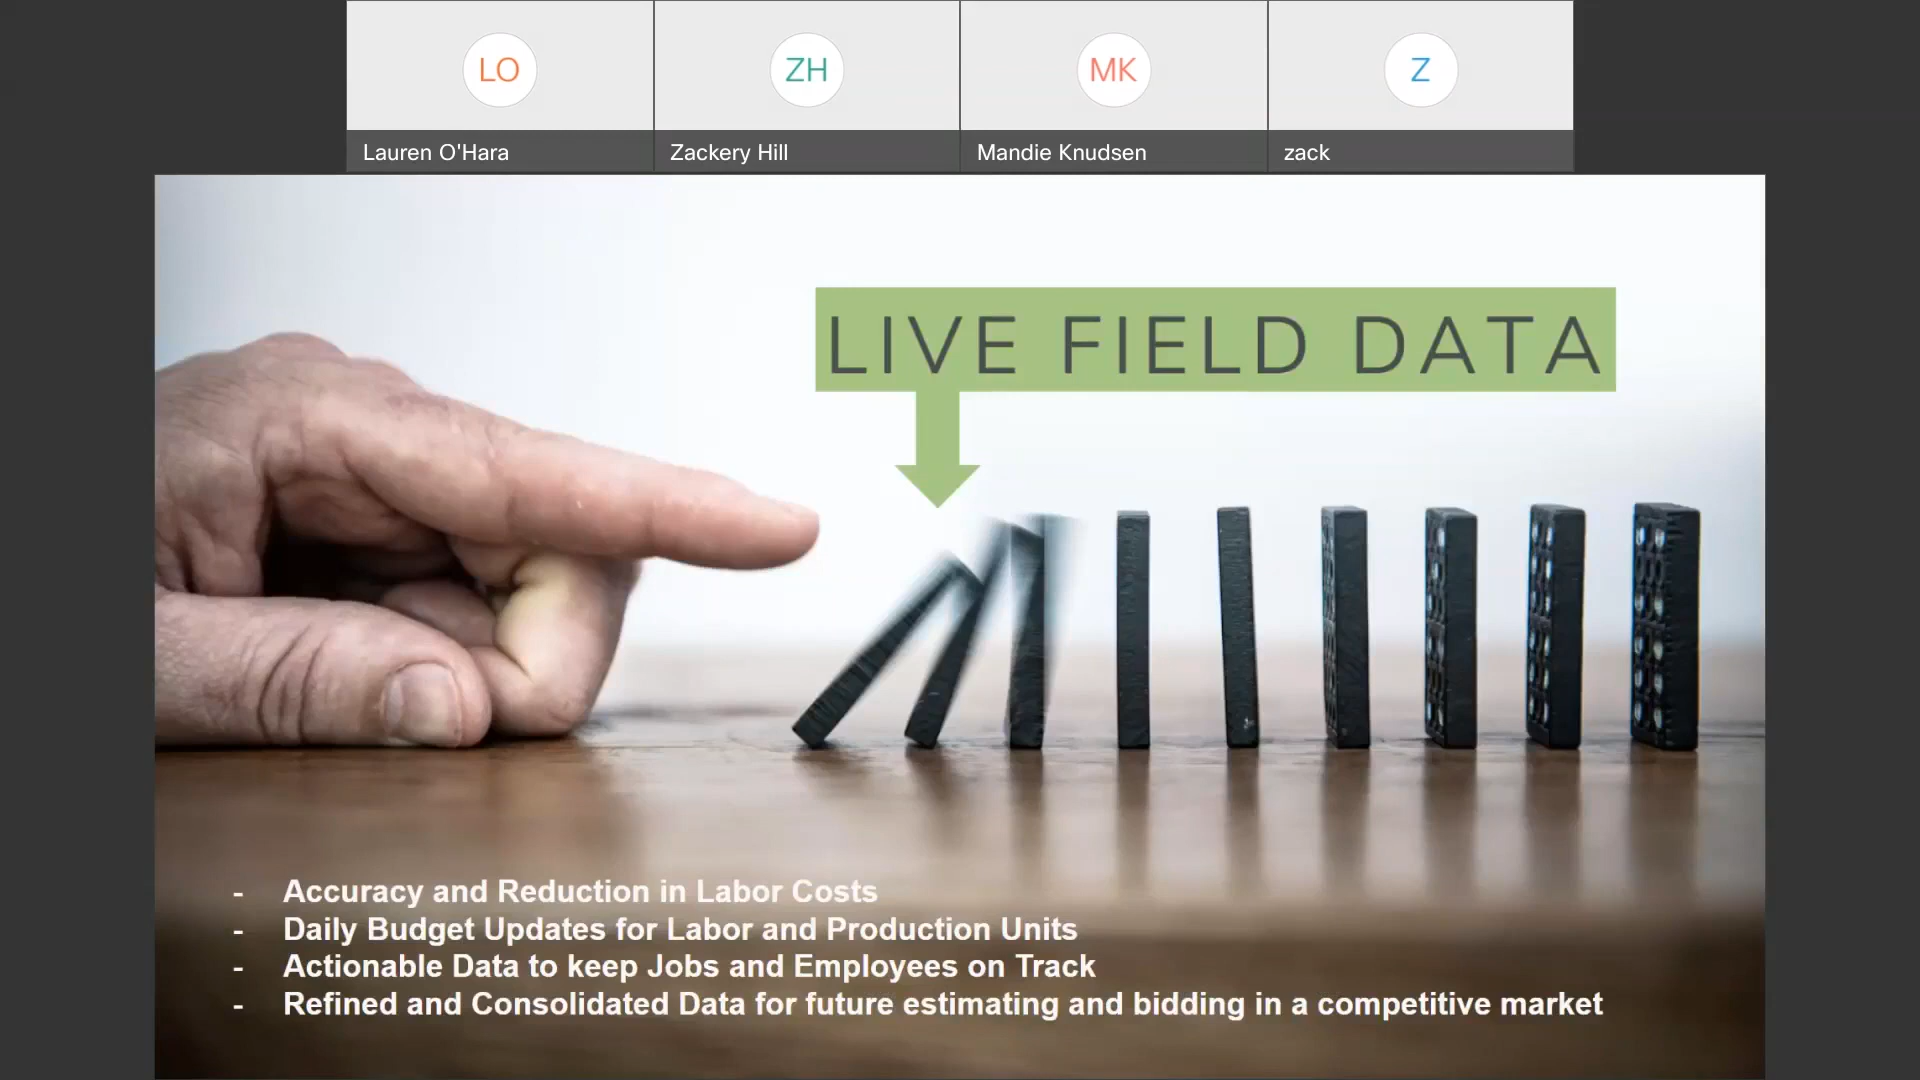 LO
ZH
MK
Z
Lauren O'Hara
Zackery Hill
Mandie Knudsen
zack
LIVE FIELD DATA
- Accuracy and Reduction in Labor Costs
- Daily Budget Updates for Labor and Production Units
- Actionable Data to keep Jobs and Employees on Track
- Refined and Consolidated Data for future estimating and bidding in a competitive market